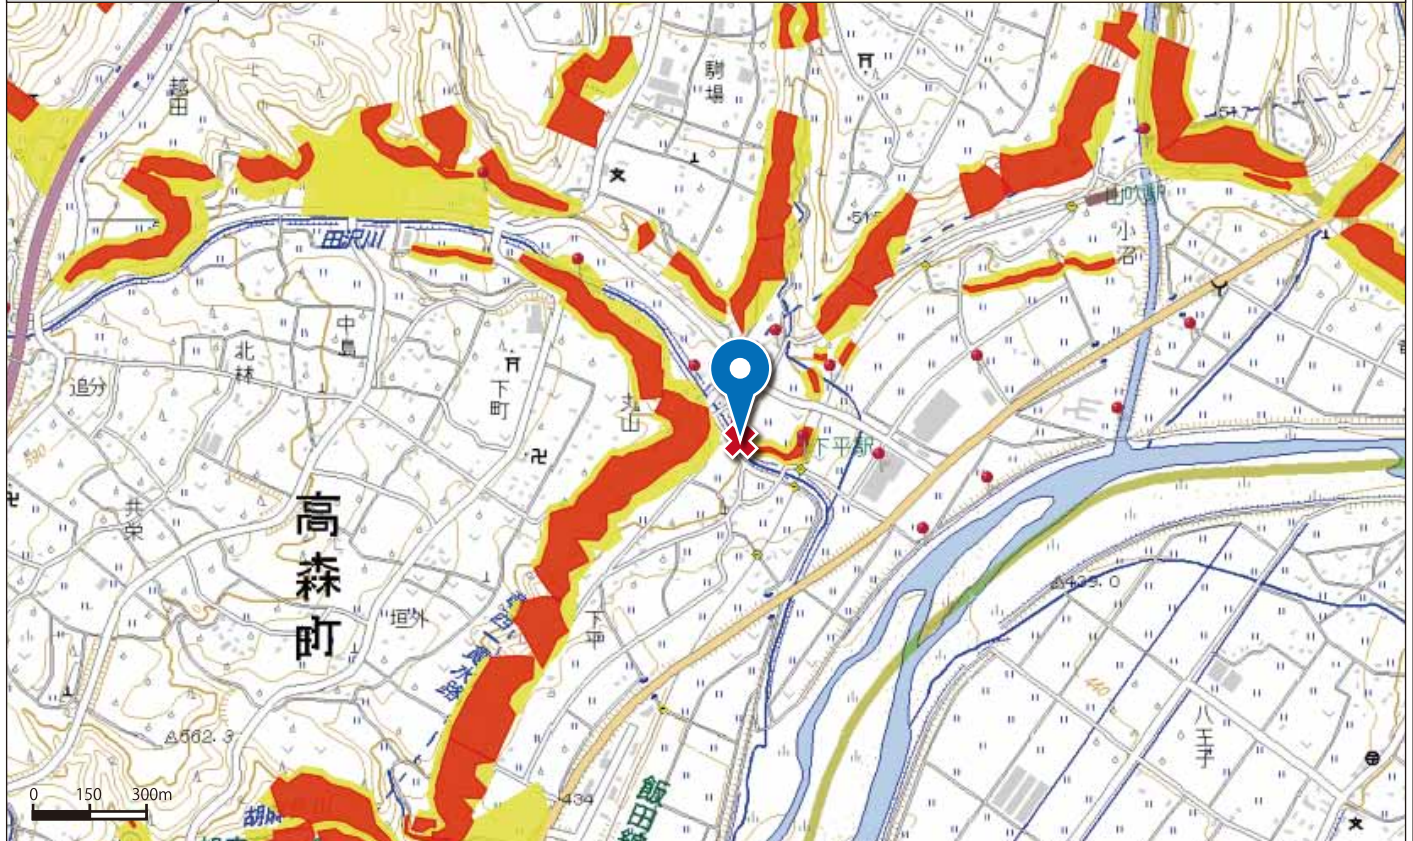 越田
駒場
517
山吹駅
515
小沼
田沢川
中島
北林
追分
下町
丸山
590
共栄
高森町
下平駅
垣外
下平
439.0
440
八王子
562.3
434
飯田線
0 150 300m